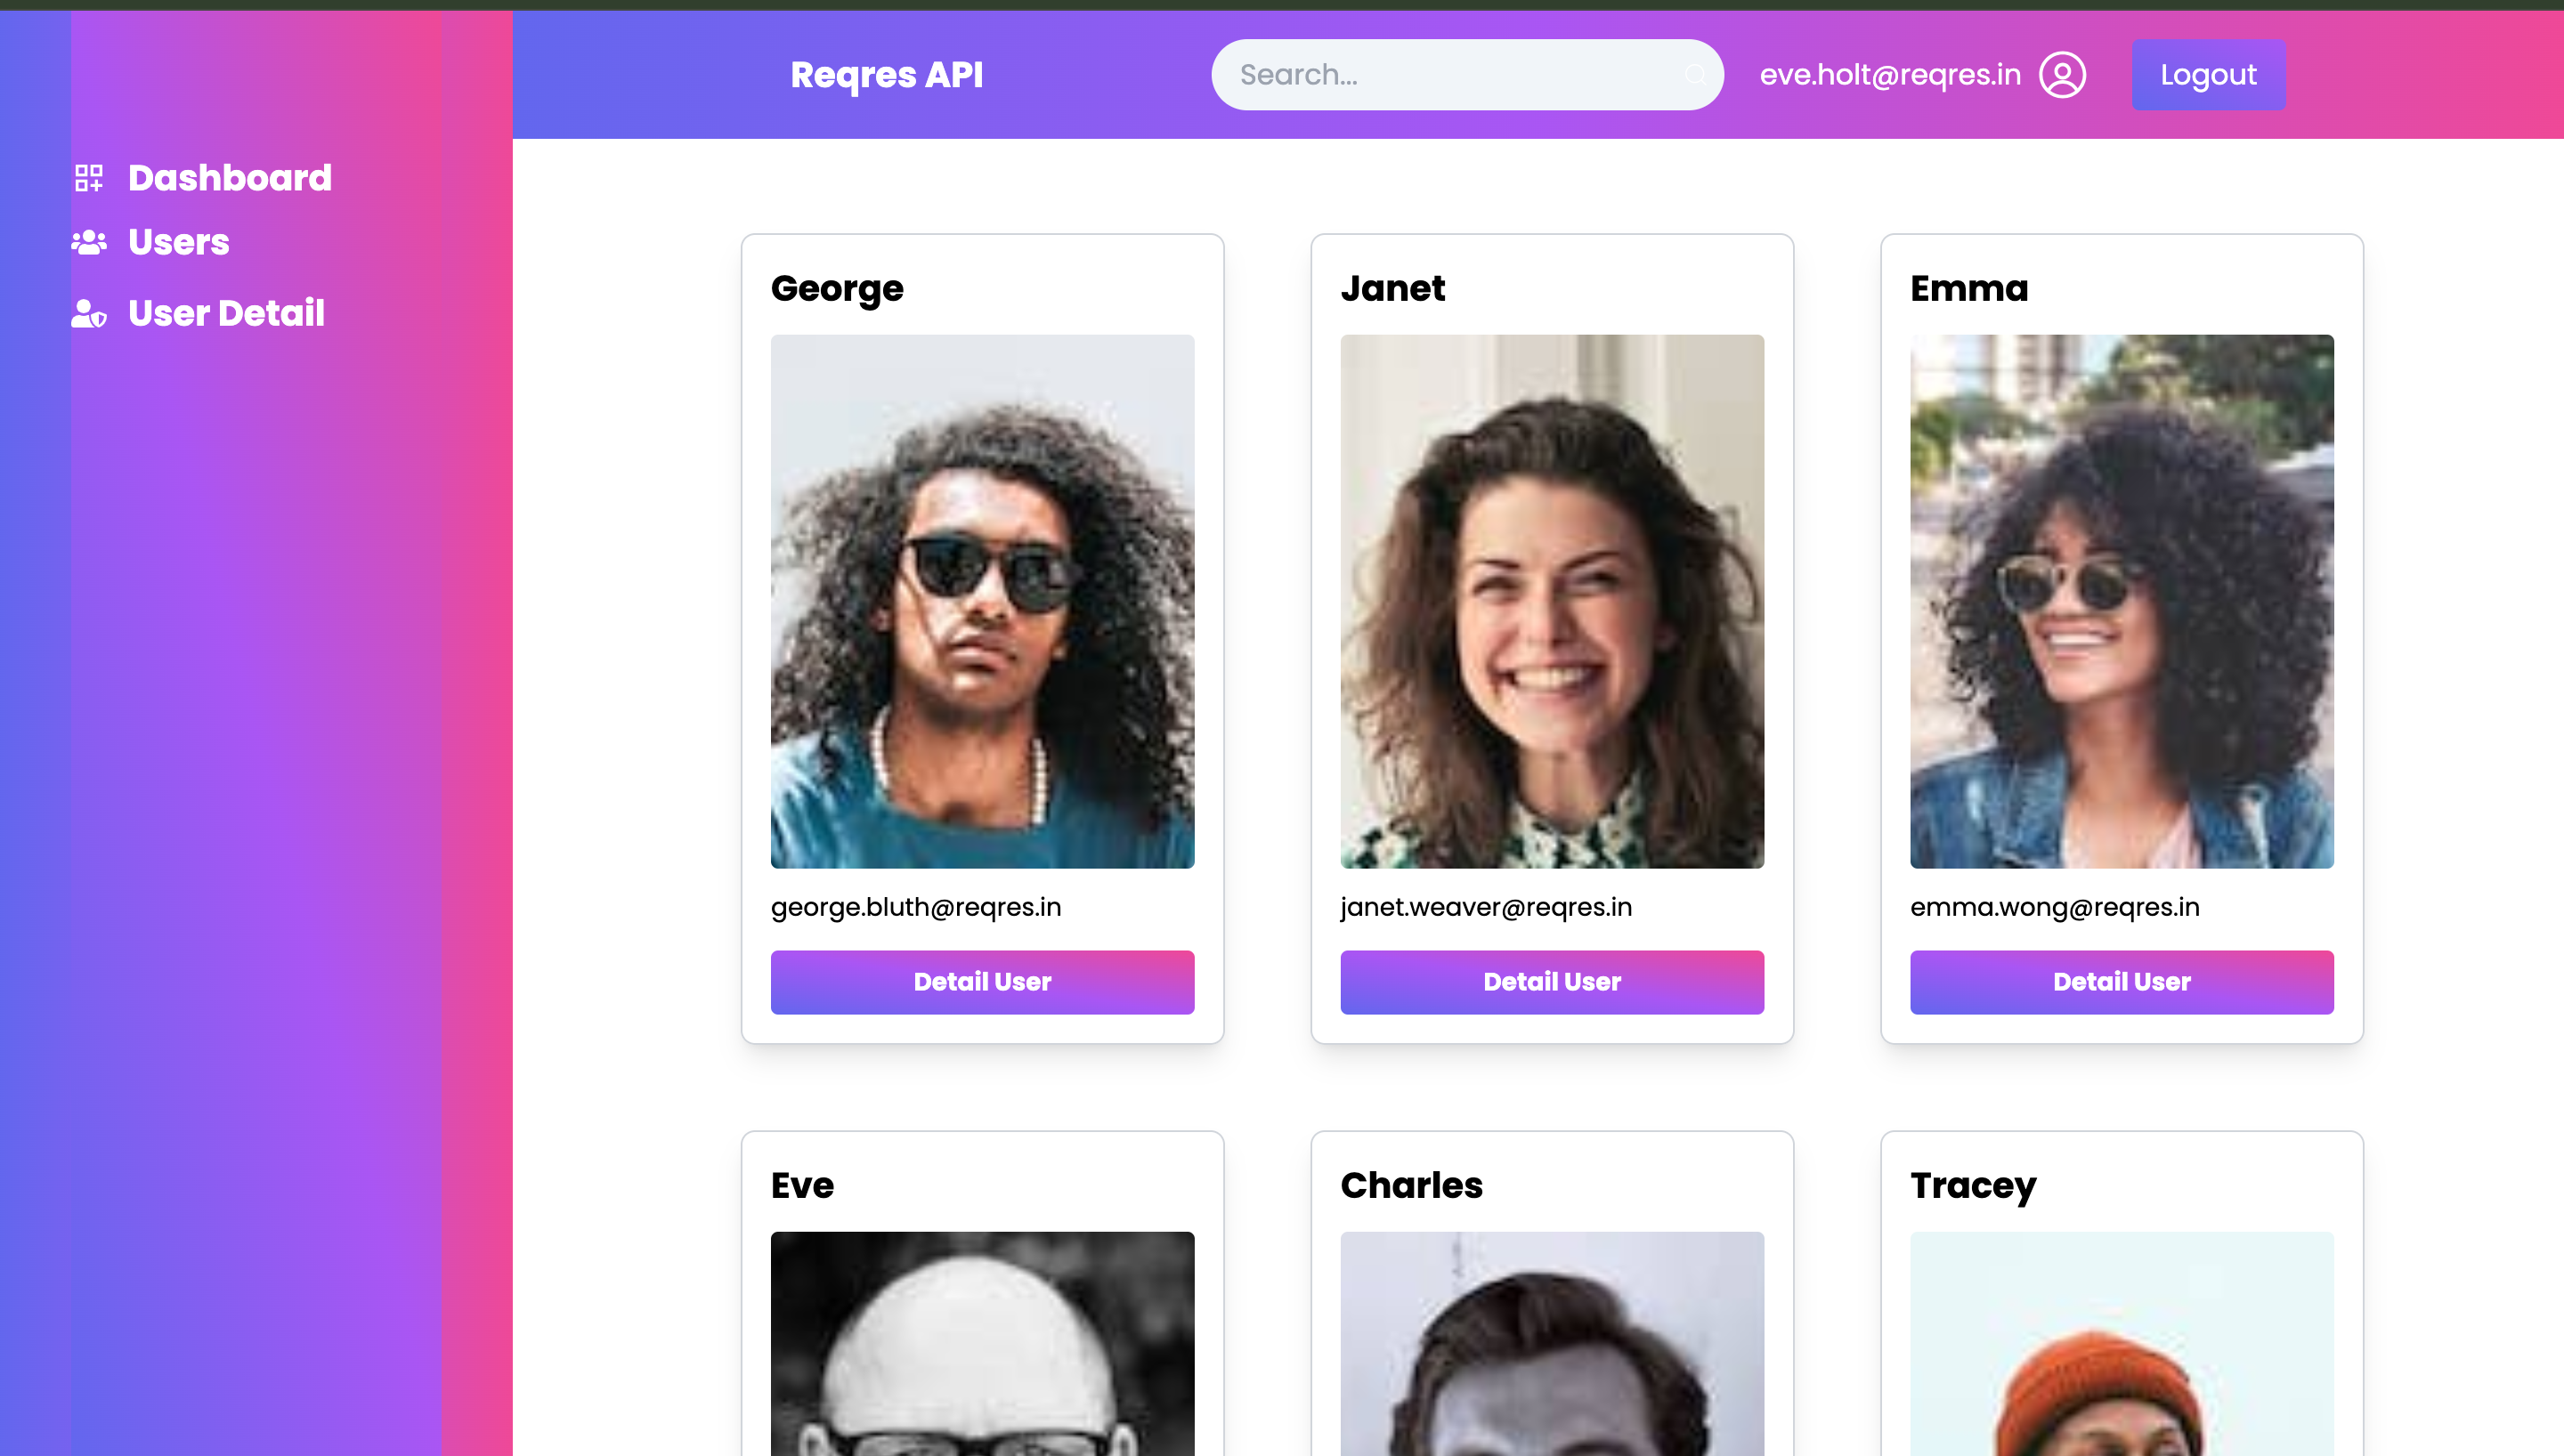 Reqres API
Search...
eve.holt@reqres.in
Logout
Dashboard
Users
User Detail
George
Janet
Emma
george.bluth@reqres.in
janet.weaver@reqres.in
emma.wong@reqres.in
Detail User
Detail User
Detail User
Eve
Charles
Tracey